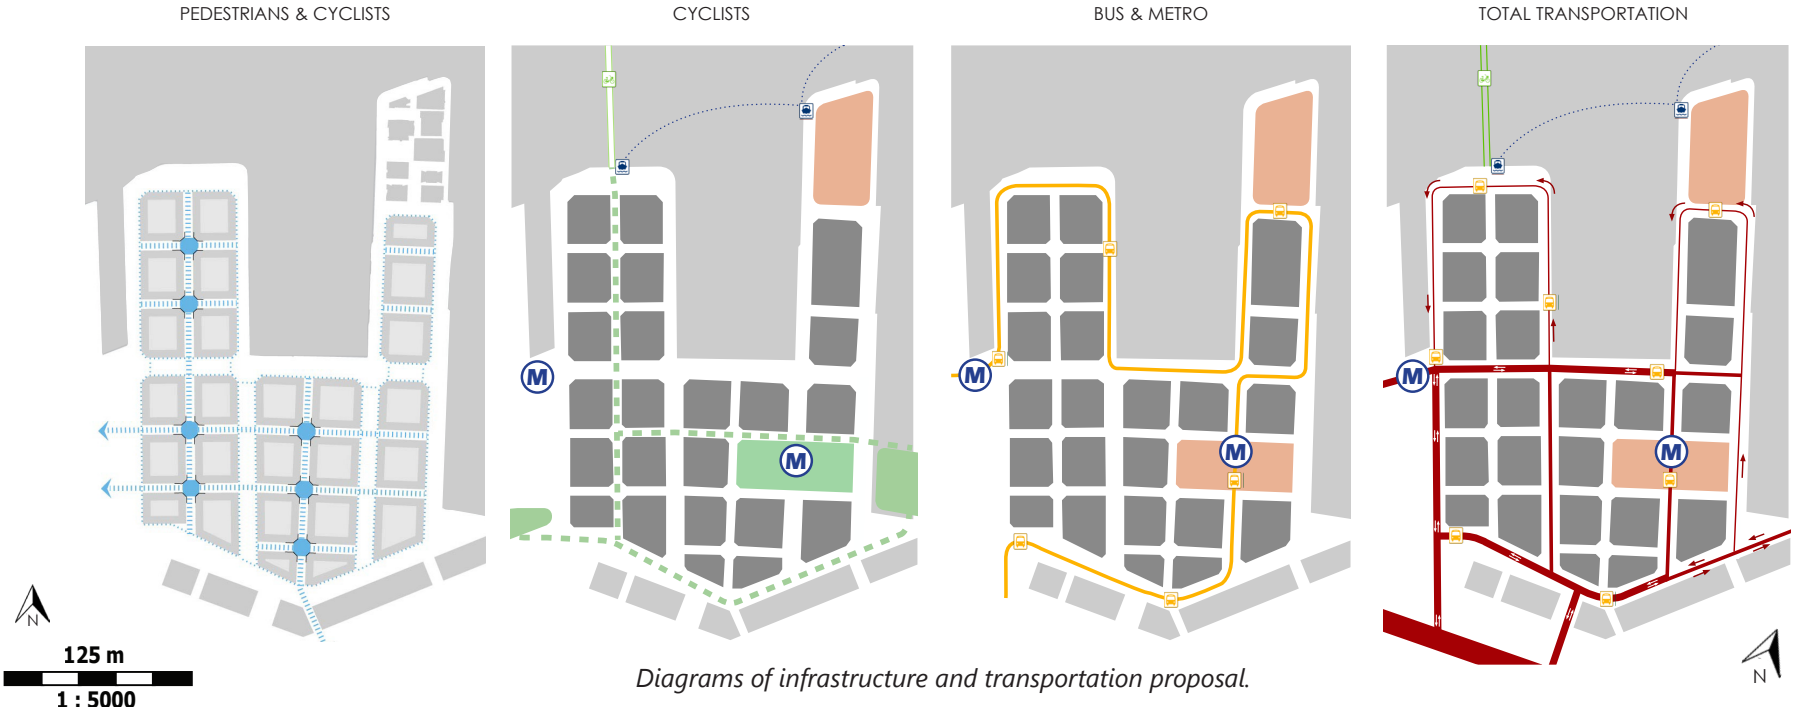 PEDESTRIANS & CYCLISTS
CYCLISTS
BUS & METRO
TOTAL TRANSPORTATION
M
M
M
M
M
M
N
125 m
1 : 5000
Diagrams of infrastructure and transportation proposal.
N